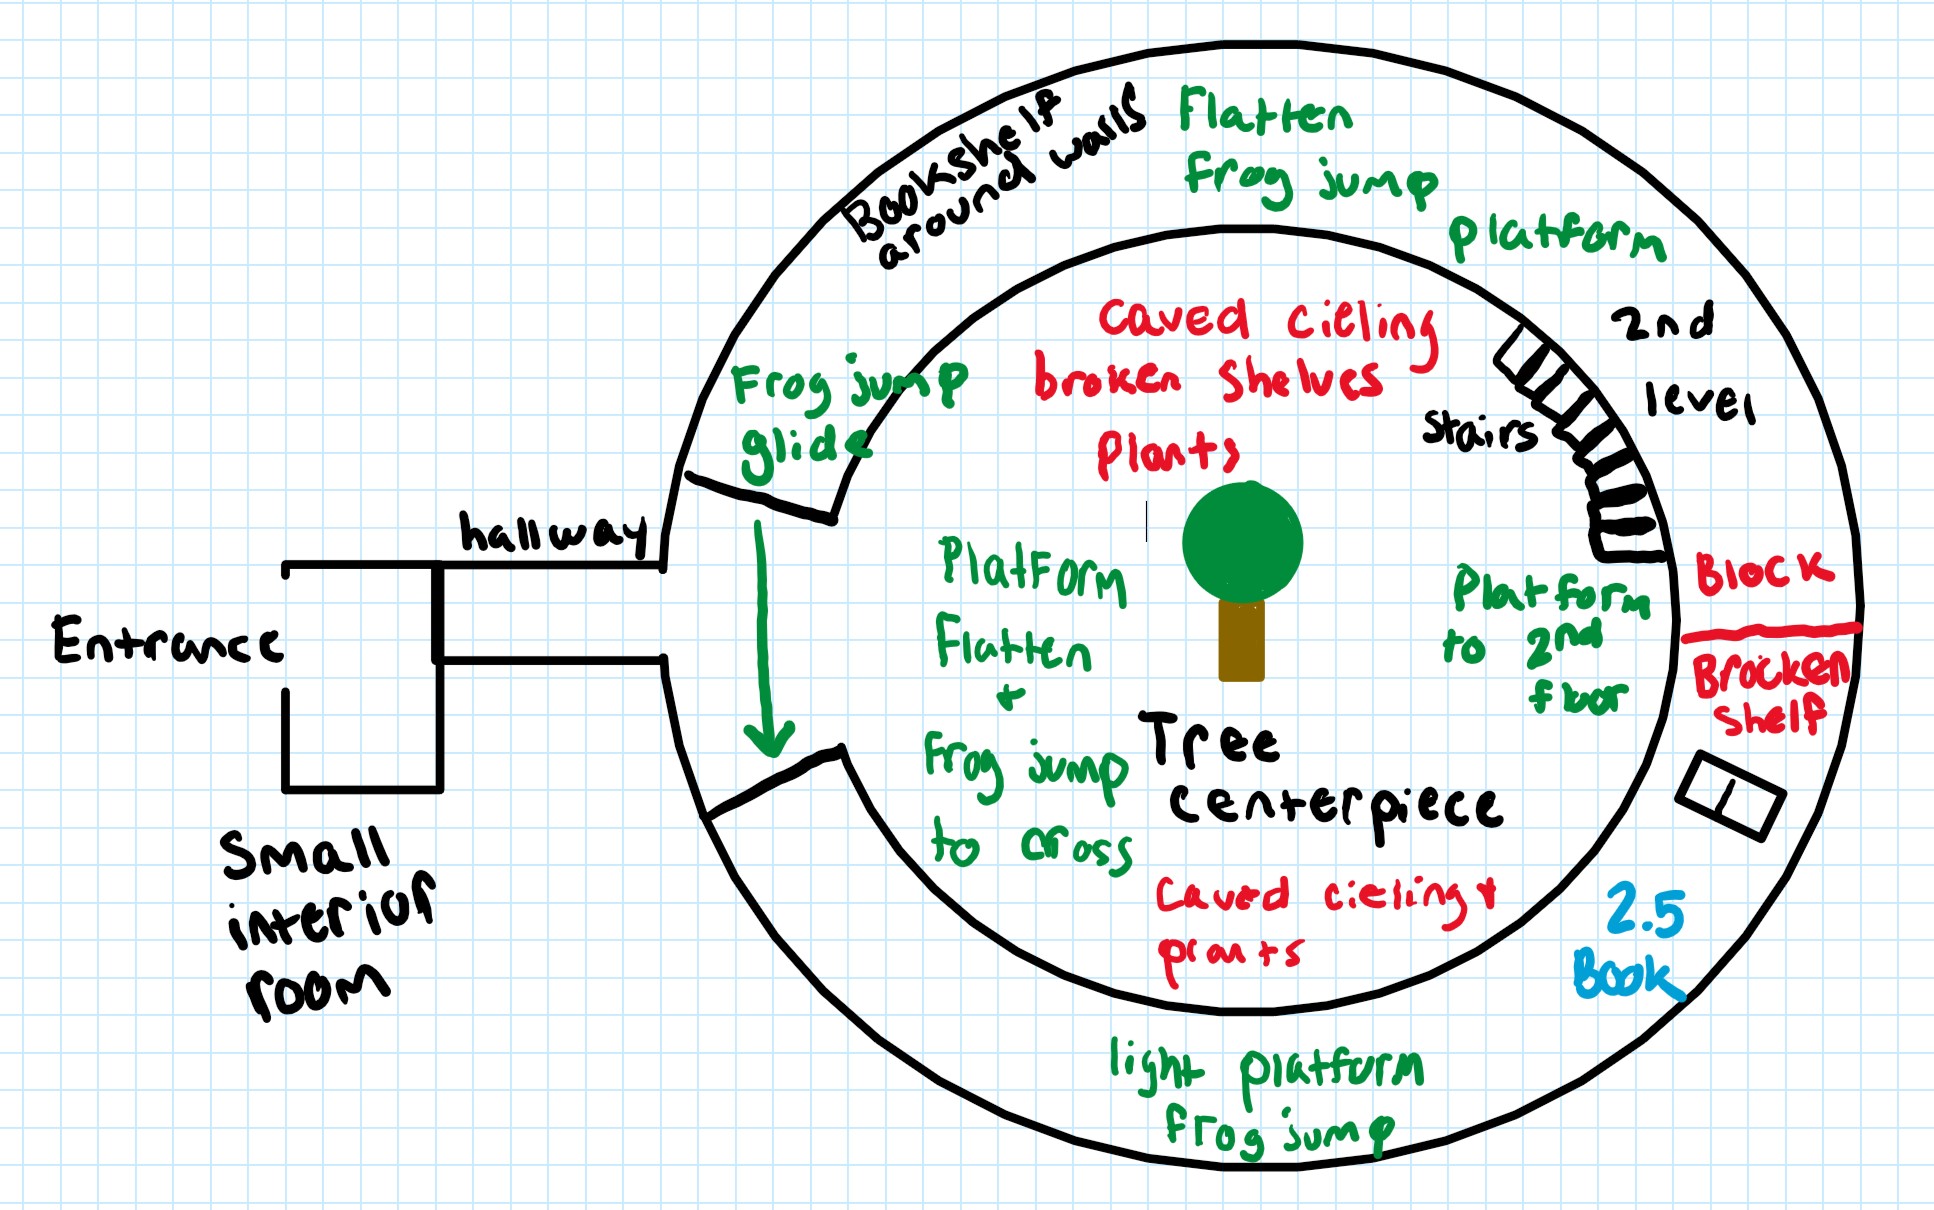 Bookshelf
around walls
Flatten
frog jump
platform
2nd
level
Frog jump
glide
Caved cieling
broken shelves
Plants
stairs
hallway
Entrance
Small
interior
room
Platform
Flatten
+
Frog jump
to cross
Tree
centerpiece
Platform
to 2nd
floor
Block
Brocken
shelf
Caved cieling +
plants
2.5
Book
light platform
frog jump